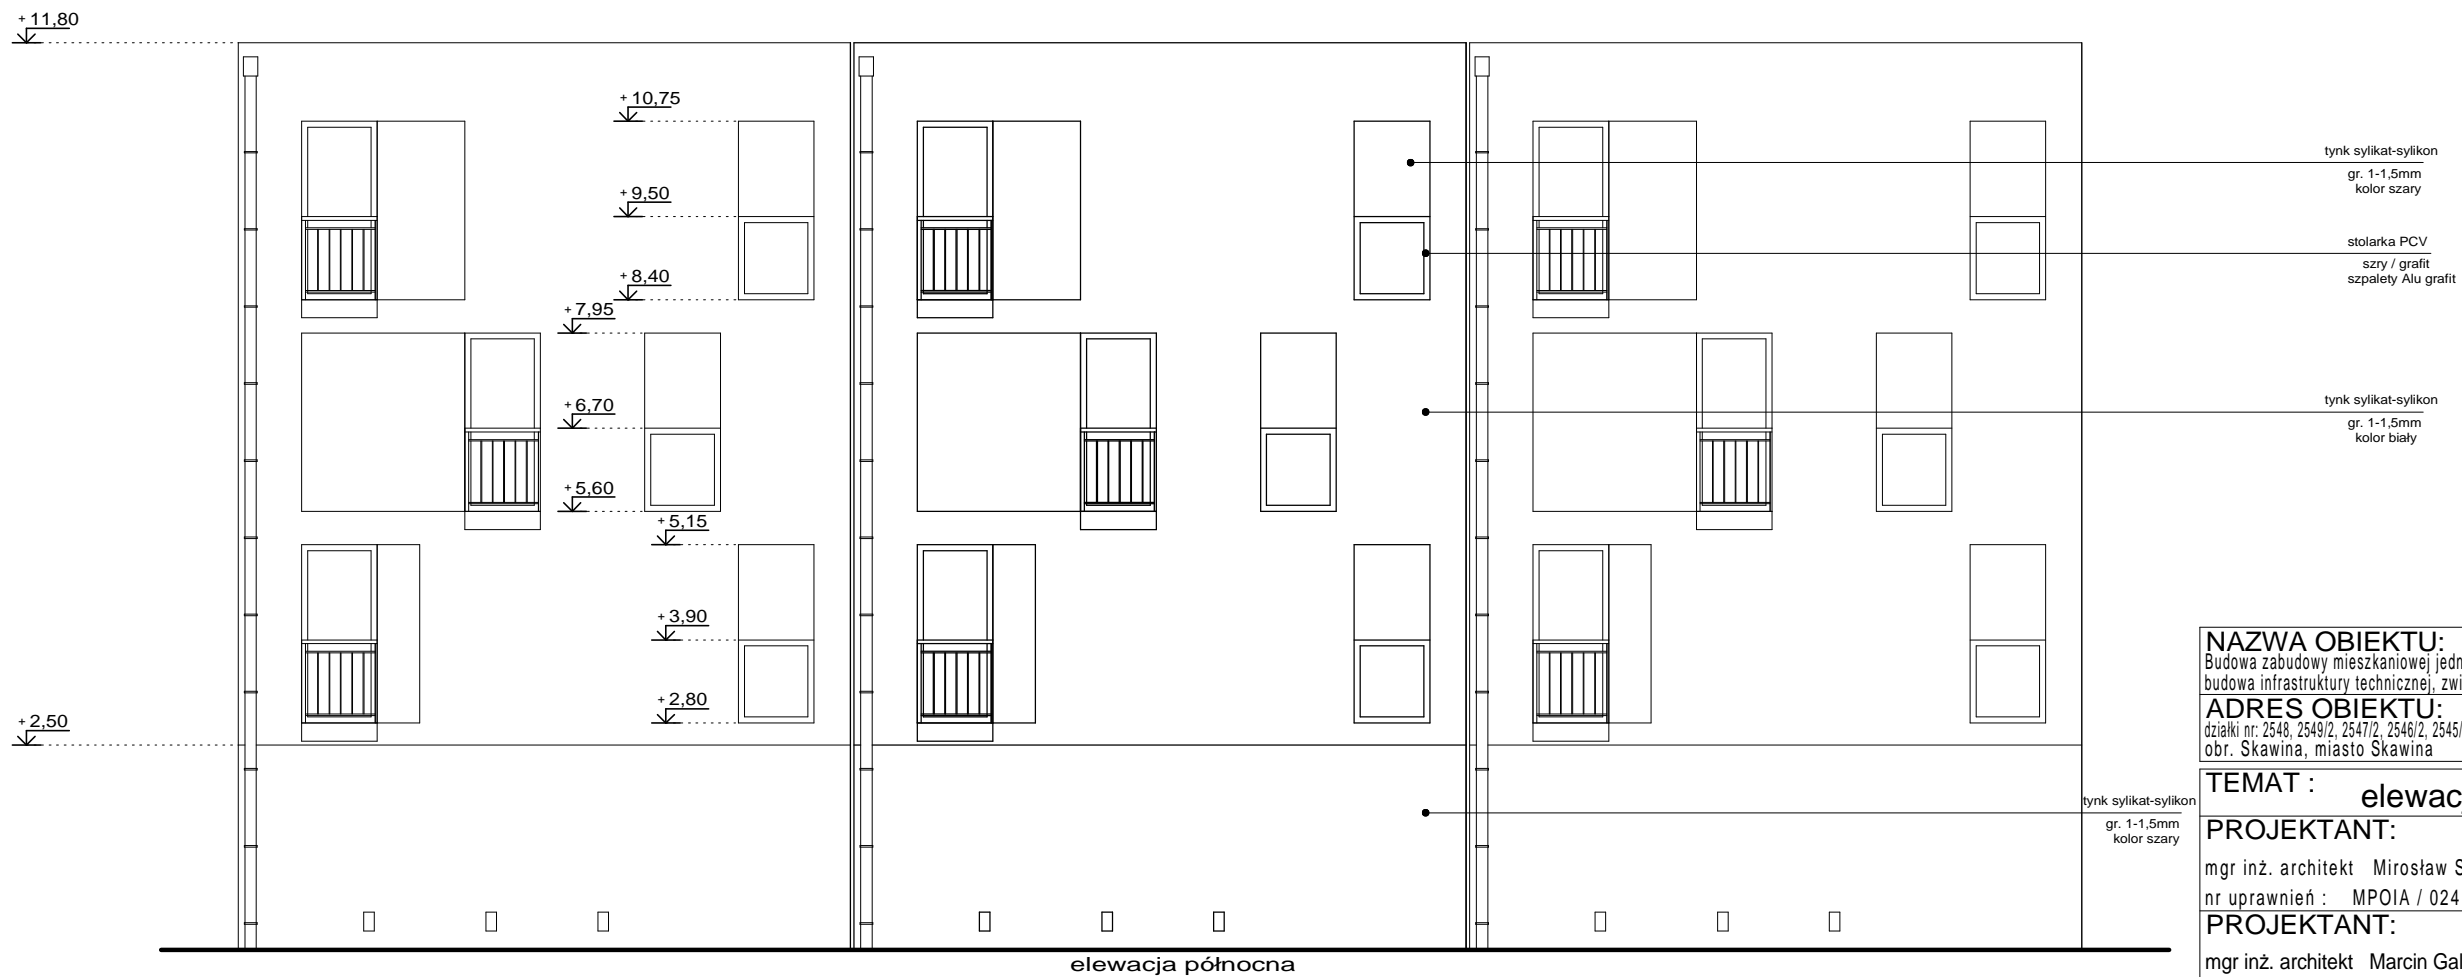 + 11,80
+ 10,75
+ 9,50
+ 8,40
+ 7,95
+ 6,70
+ 5,60
+ 5,15
+ 3,90
+ 2,80
+ 2,50
tynk sylikat-sylikon
gr. 1-1,5mm
kolor szary
stolarka PCV
szry / grafit
szpalety Alu grafit
tynk sylikat-sylikon
gr. 1-1,5mm
kolor biały
tynk sylikat-sylikon
gr. 1-1,5mm
kolor szary
elewacja północna
NAZWA OBIEKTU:
Budowa zabudowy mieszkaniowej jedn
budowa infrastruktury technicznej, zwi
ADRES OBIEKTU:
działki nr: 2548, 2549/2, 2547/2, 2546/2, 2545/
obr. Skawina, miasto Skawina
TEMAT : elewac
PROJEKTANT:
mgr inż. architekt Mirosław S
nr uprawnień : MPOIA / 024
PROJEKTANT:
mgr inż. architekt Marcin Gal